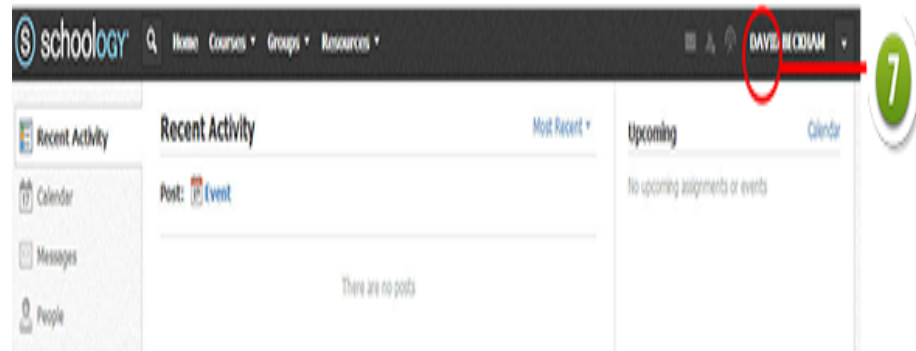 schoology Home Courses Groups Resources DAVID BECKHAM
7
Recent Activity
Calendar
Messages
People
Recent Activity Most Recent
Post: Event
There are no posts
Upcoming Calendar
No upcoming assignments or events